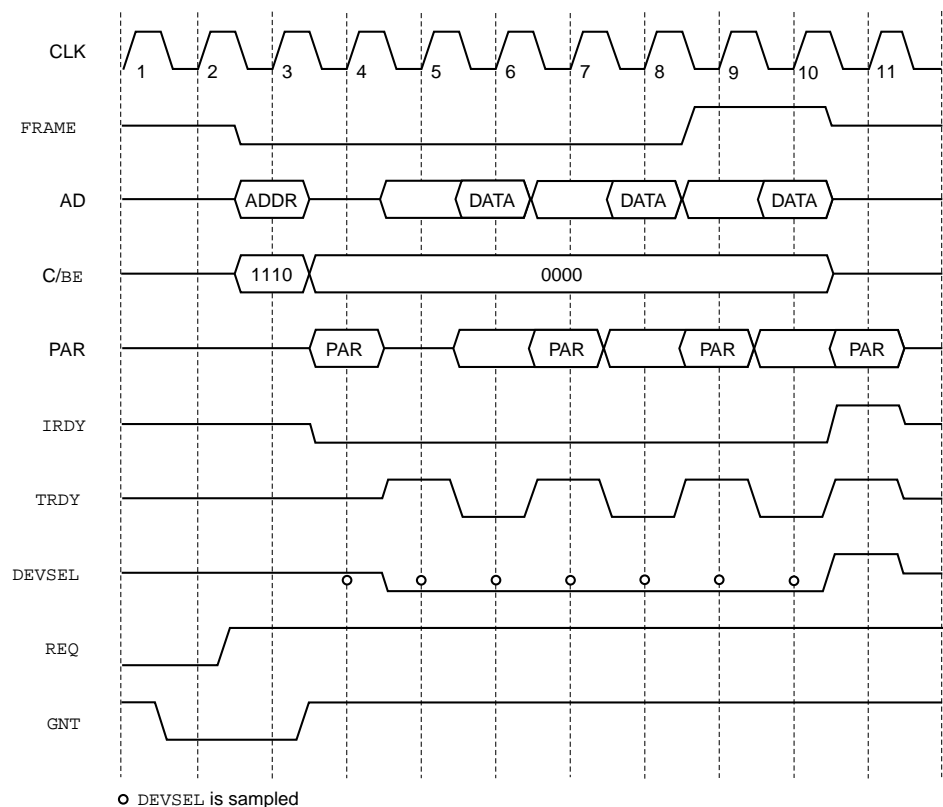 CLK
1 2 3 4 5 6 7 8 9 10 11
FRAME
AD
ADDR DATA DATA DATA
C/BE
1110 0000
PAR
PAR PAR PAR PAR
IRDY
TRDY
DEVSEL
REQ
GNT
DEVSEL is sampled